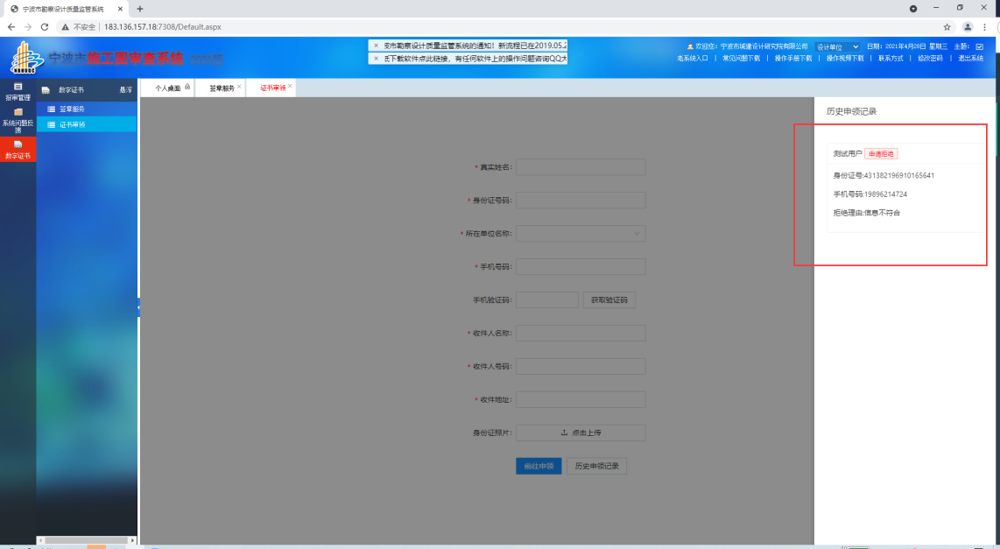 宁波市勘察设计质量监管系统
不安全 | 183.136.157.18:7308/Default.aspx
宁波市施工图审查系统
× 市勘察设计质量监管系统的通知！新流程已在2019.05.2
× 下载软件点此链接，有任何软件上的操作问题咨询QQ
欢迎您：宁波市城建设计研究院有限公司 设计单位 日期：2021年4月28日 星期三 主题：
老系统入口 | 常见问题下载 | 操作手册下载 | 操作视频下载 | 联系方式 | 修改密码 | 退出系统
报审管理
系统问题反馈
数字证书
数字证书 悬浮
签章服务
证书审领
个人桌面 签章服务 × 证书审领 ×
* 真实姓名:
* 身份证号码:
* 所在单位名称:
* 手机号码:
手机验证码: 获取验证码
* 收件人名称:
* 收件人号码:
* 收件地址:
身份证照片: 点击上传
前往申领 历史申领记录
历史申领记录
测试用户 申请拒绝
身份证号:431382196910165641
手机号码:19896214724
拒绝理由:信息不符合